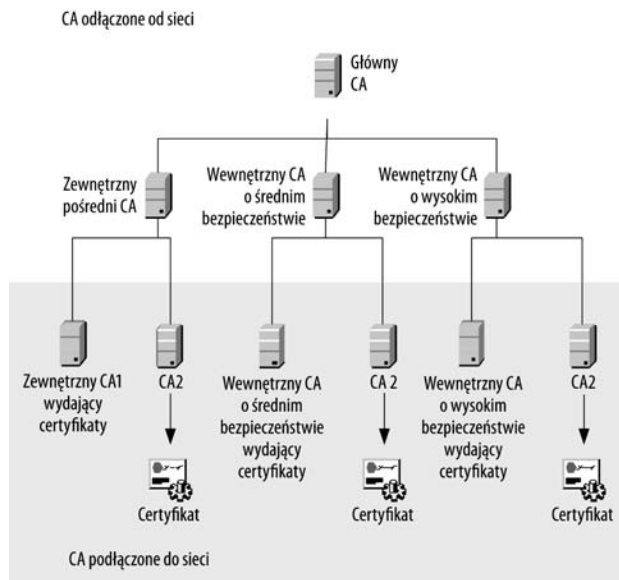 CA odłączone od sieci
Główny
CA
Zewnętrzny
pośredni CA
Wewnętrzny CA
o średnim
bezpieczeństwie
Wewnętrzny CA
o wysokim
bezpieczeństwie
Zewnętrzny CA1
wydający
certyfikaty
CA2
Wewnętrzny CA
o średnim
bezpieczeństwie
wydający
certyfikaty
CA 2
Wewnętrzny CA
o wysokim
bezpieczeństwie
wydający
certyfikaty
CA2
Certyfikat
Certyfikat
Certyfikat
CA podłączone do sieci